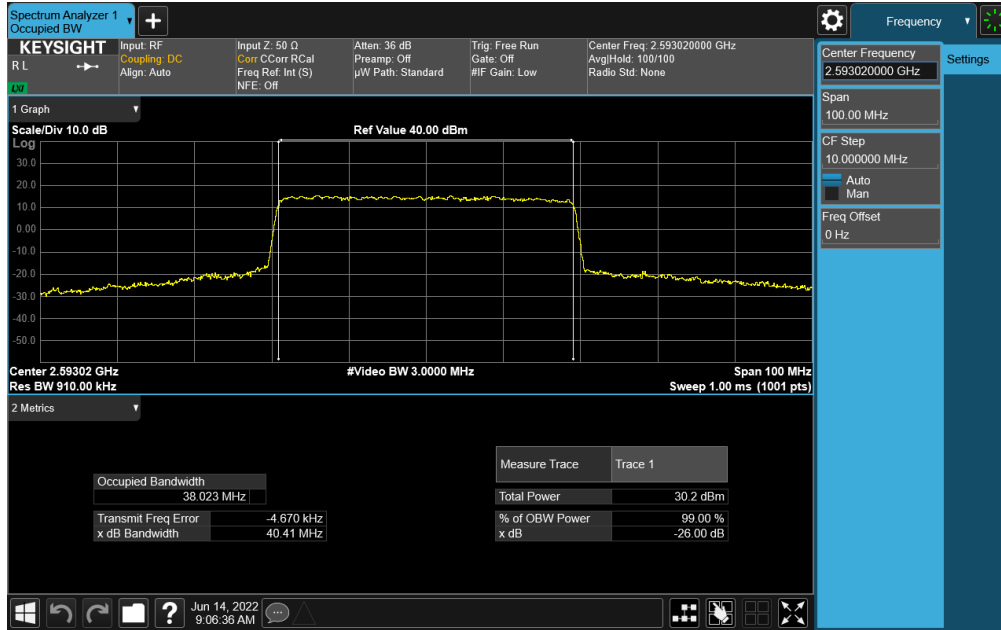 Spectrum Analyzer 1
Occupied BW
Frequency
KEYSIGHT
R L
LXI
Input: RF
Coupling: DC
Align: Auto
Input Z: 50 Ω
Corr CCorr RCal
Freq Ref: Int (S)
NFE: Off
Atten: 36 dB
Preamp: Off
µW Path: Standard
Trig: Free Run
Gate: Off
#IF Gain: Low
Center Freq: 2.593020000 GHz
Avg|Hold: 100/100
Radio Std: None
Center Frequency
2.593020000 GHz
Settings
Span
100.00 MHz
CF Step
10.000000 MHz
Auto
Man
Freq Offset
0 Hz
1 Graph
Scale/Div 10.0 dB
Ref Value 40.00 dBm
Log
30.0
20.0
10.0
0.00
-10.0
-20.0
-30.0
-40.0
-50.0
Center 2.59302 GHz
#Video BW 3.0000 MHz
Span 100 MHz
Res BW 910.00 kHz
Sweep 1.00 ms (1001 pts)
2 Metrics
Measure Trace
Trace 1
Occupied Bandwidth
38.023 MHz
Total Power
30.2 dBm
Transmit Freq Error
-4.670 kHz
% of OBW Power
99.00 %
x dB Bandwidth
40.41 MHz
x dB
-26.00 dB
?
Jun 14, 2022
9:06:36 AM